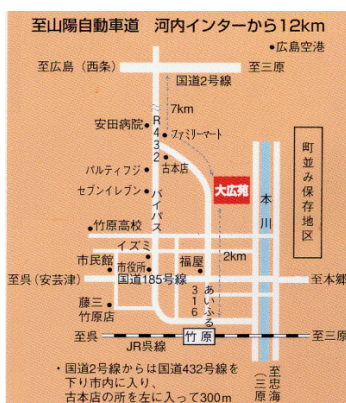 至山陽自動車道　河内インターから12km
・広島空港
至広島（西条）
至三原
国道2号線
7km
安田病院
ファミリーマート
R432バイパス
古本店
パルティフジ
セブンイレブン
大広苑
本川
町並み保存地区
竹原高校
イズミ
2km
市民館
市役所
福屋
至呉（安芸津）
国道185号線
至本郷
藤三
竹原店
あいふる316
至呉
竹原
至三原
JR呉線
至忠海（三原）
・国道2号線からは国道432号線を
下り市内に入り、
古本店の所を左に入って300m